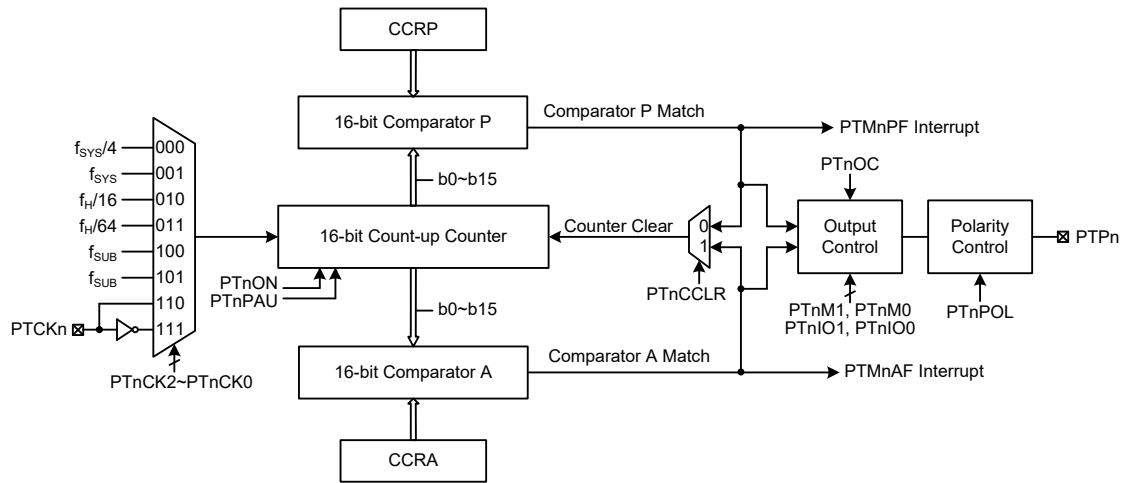 CCRP
16-bit Comparator P
Comparator P Match
PTMnPF Interrupt
fSYS/4
000
fSYS
001
fH/16
010
fH/64
011
fSUB
100
fSUB
101
110
PTCKn
111
PTnCK2~PTnCK0
b0~b15
16-bit Count-up Counter
Counter Clear
PTnON
PTnPAU
0
1
PTnCCLR
PTnOC
Output
Control
Polarity
Control
PTPn
PTnM1, PTnM0
PTnIO1, PTnIO0
PTnPOL
b0~b15
16-bit Comparator A
Comparator A Match
PTMnAF Interrupt
CCRA